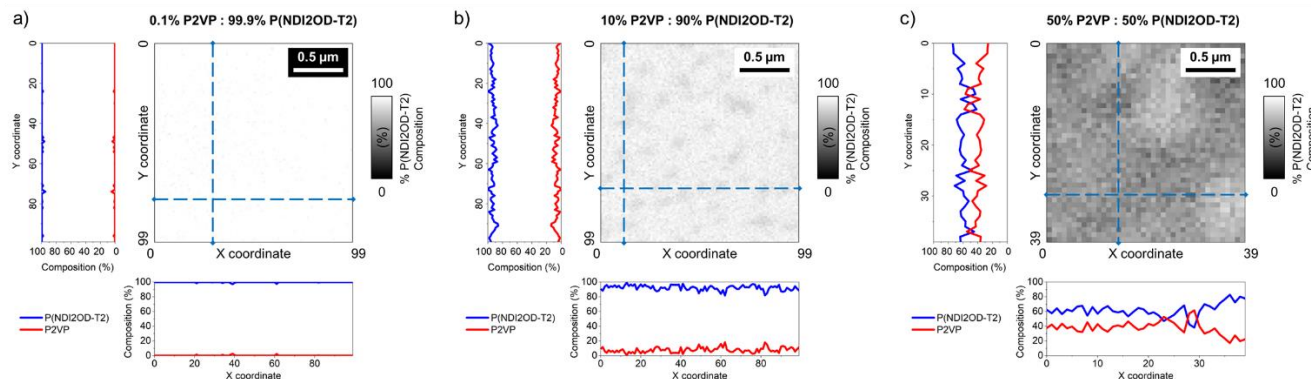 a)
0.1% P2VP : 99.9% P(NDI2OD-T2)
0
20
40
60
80
Y coordinate
100 80 60 40 20 0
Composition (%)
0
Y coordinate
99
0.5 µm
0 X coordinate 99
100
0
% P(NDI2OD-T2)
Composition (%)
P(NDI2OD-T2)
P2VP
Composition (%)
100
80
60
40
20
0
0 20 40 60 80
X coordinate
b)
10% P2VP : 90% P(NDI2OD-T2)
0
20
40
60
80
Y coordinate
100 80 60 40 20 0
Composition (%)
0
Y coordinate
99
0.5 µm
0 X coordinate 99
100
0
% P(NDI2OD-T2)
Composition (%)
P(NDI2OD-T2)
P2VP
Composition (%)
100
80
60
40
20
0
0 20 40 60 80 100
X coordinate
c)
50% P2VP : 50% P(NDI2OD-T2)
0
10
20
30
Y coordinate
100 80 60 40 20 0
Composition (%)
0
Y coordinate
39
0.5 µm
0 X coordinate 39
100
0
% P(NDI2OD-T2)
Composition (%)
P(NDI2OD-T2)
P2VP
Composition (%)
100
80
60
40
20
0
0 10 20 30
X coordinate